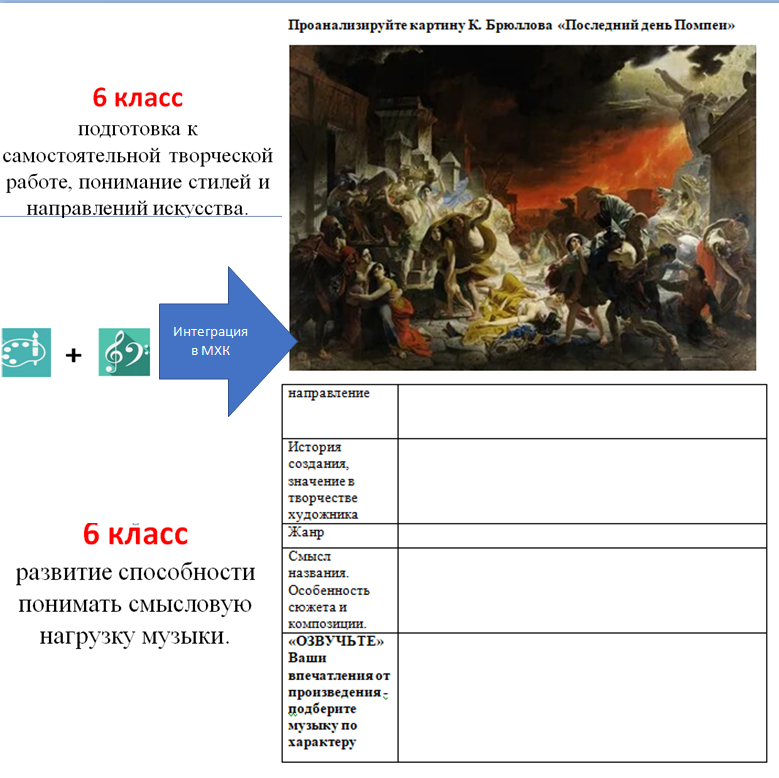 Проанализируйте картину К. Брюллова «Последний день Помпеи»
6 класс
подготовка к
самостоятельной творческой
работе, понимание стилей и
направлений искусства.
Интеграция
в МХК
+
6 класс
развитие способности
понимать смысловую
нагрузку музыки.
направление
История
создания,
значение в
творчестве
художника
Жанр
Смысл
названия.
Особенность
сюжета и
композиции.
«ОЗВУЧЬТЕ»
Ваши
впечатления от
произведения -
подберите
музыку по
характеру